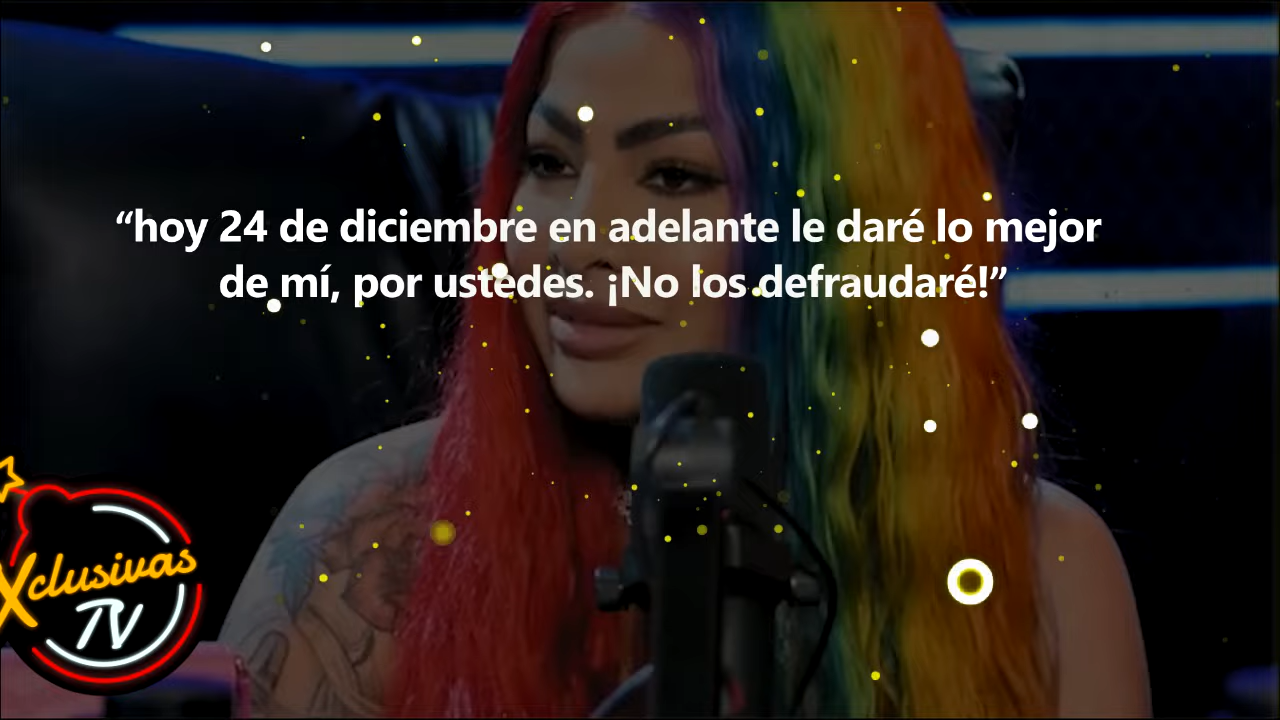 “hoy 24 de diciembre en adelante le daré lo mejor
de mí, por ustedes. ¡No los defraudaré!”
Xclusivas
TV